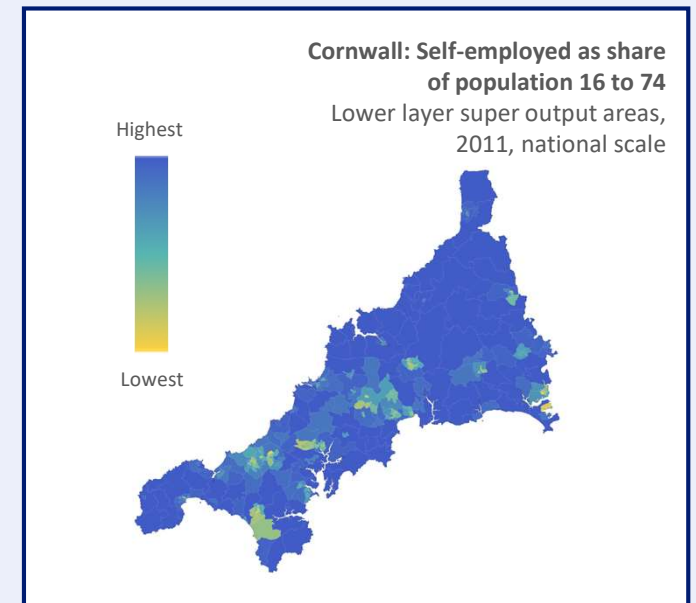 Cornwall: Self-employed as share
of population 16 to 74
Lower layer super output areas,
2011, national scale
Highest
Lowest